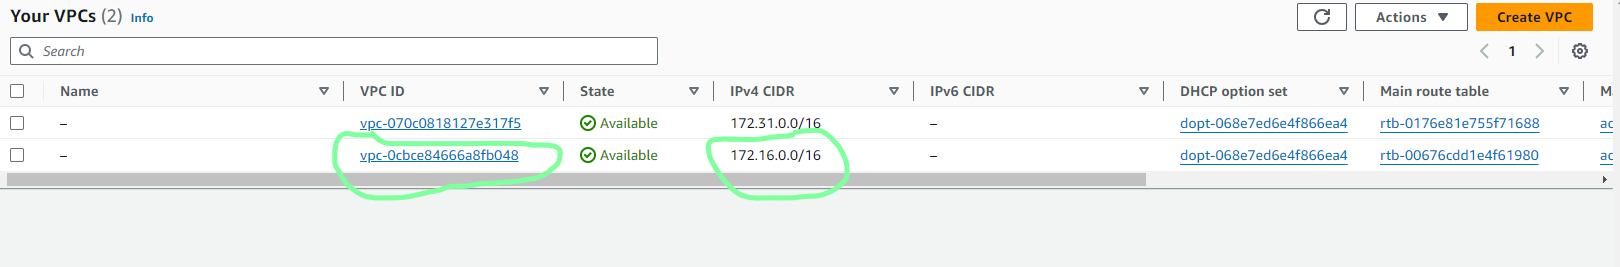 Your VPCs (2) Info
Actions
Create VPC
Search
1
Name VPC ID State IPv4 CIDR IPv6 CIDR DHCP option set Main route table
– vpc-070c0818127e317f5 Available 172.31.0.0/16 – dopt-068e7ed6e4f866ea4 rtb-0176e81e755f71688
– vpc-0cbce84666a8fb048 Available 172.16.0.0/16 – dopt-068e7ed6e4f866ea4 rtb-00676cdd1e4f61980